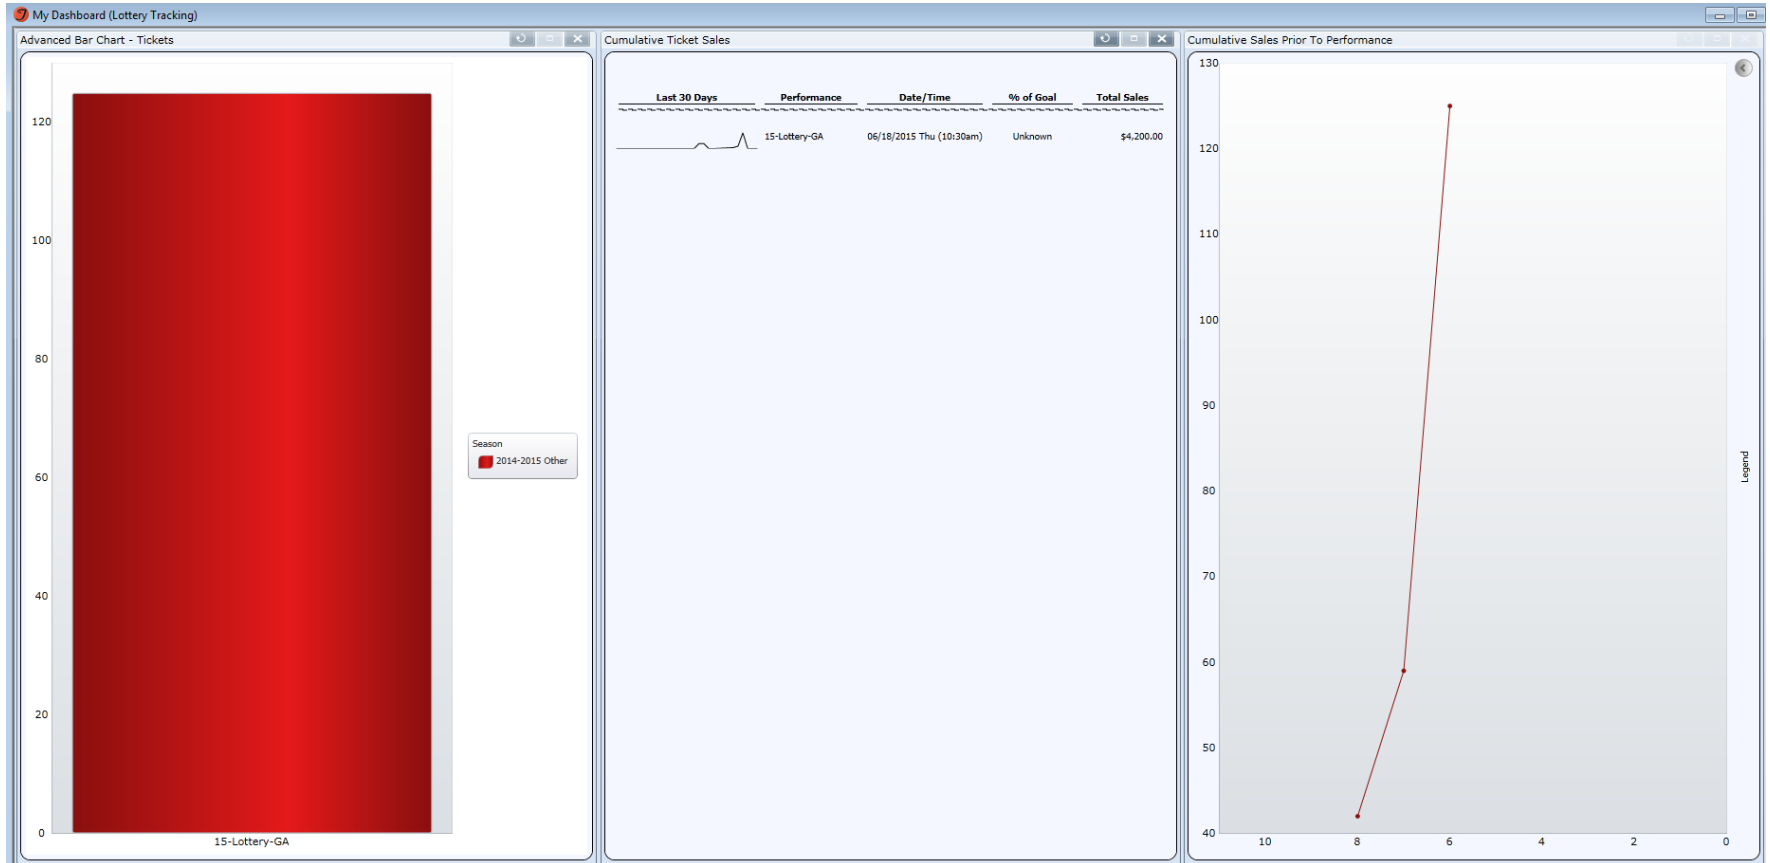 My Dashboard (Lottery Tracking)
Advanced Bar Chart - Tickets
120
100
80
60
40
20
0
15-Lottery-GA
Season
2014-2015 Other
Cumulative Ticket Sales
Last 30 Days Performance Date/Time % of Goal Total Sales
15-Lottery-GA 06/18/2015 Thu (10:30am) Unknown $4,200.00
Cumulative Sales Prior To Performance
130
120
110
100
90
80
70
60
50
40
10 8 6 4 2 0
Legend